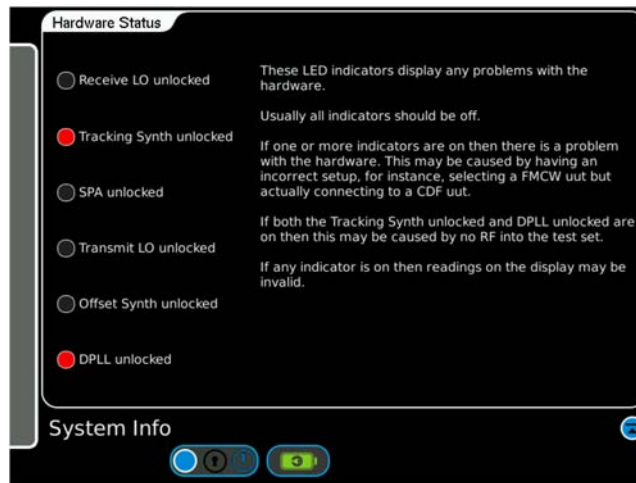 Hardware Status
Receive LO unlocked
Tracking Synth unlocked
SPA unlocked
Transmit LO unlocked
Offset Synth unlocked
DPLL unlocked
These LED indicators display any problems with the
hardware.
Usually all indicators should be off.
If one or more indicators are on then there is a problem
with the hardware. This may be caused by having an
incorrect setup, for instance, selecting a FMCW uut but
actually connecting to a CDF uut.
If both the Tracking Synth unlocked and DPLL unlocked are
on then this may be caused by no RF into the test set.
If any indicator is on then readings on the display may be
invalid.
System Info